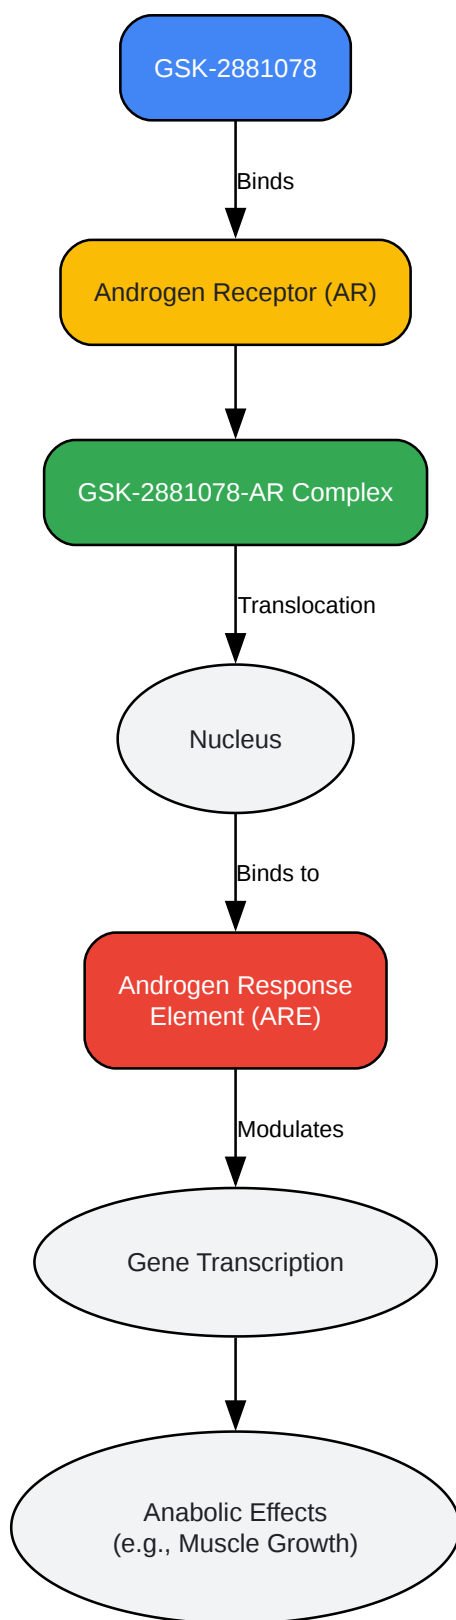 GSK-2881078
Binds
Androgen Receptor (AR)
GSK-2881078-AR Complex
Translocation
Nucleus
Binds to
Androgen Response
Element (ARE)
Modulates
Gene Transcription
Anabolic Effects
(e.g., Muscle Growth)